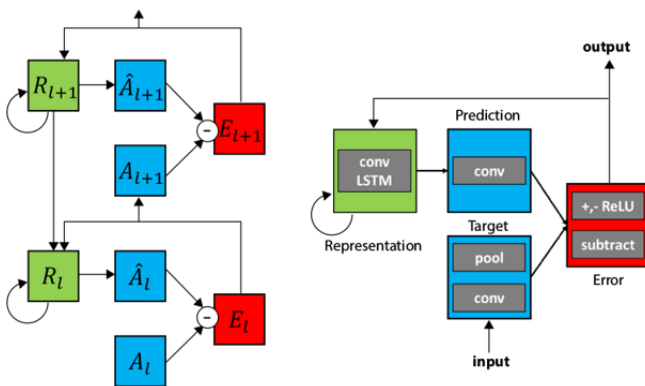 R_{l+1}
Â_{l+1}
−
E_{l+1}
A_{l+1}
R_l
Â_l
−
E_l
A_l
output
Prediction
conv
LSTM
conv
+,- ReLU
Target
Representation
pool
subtract
conv
Error
input